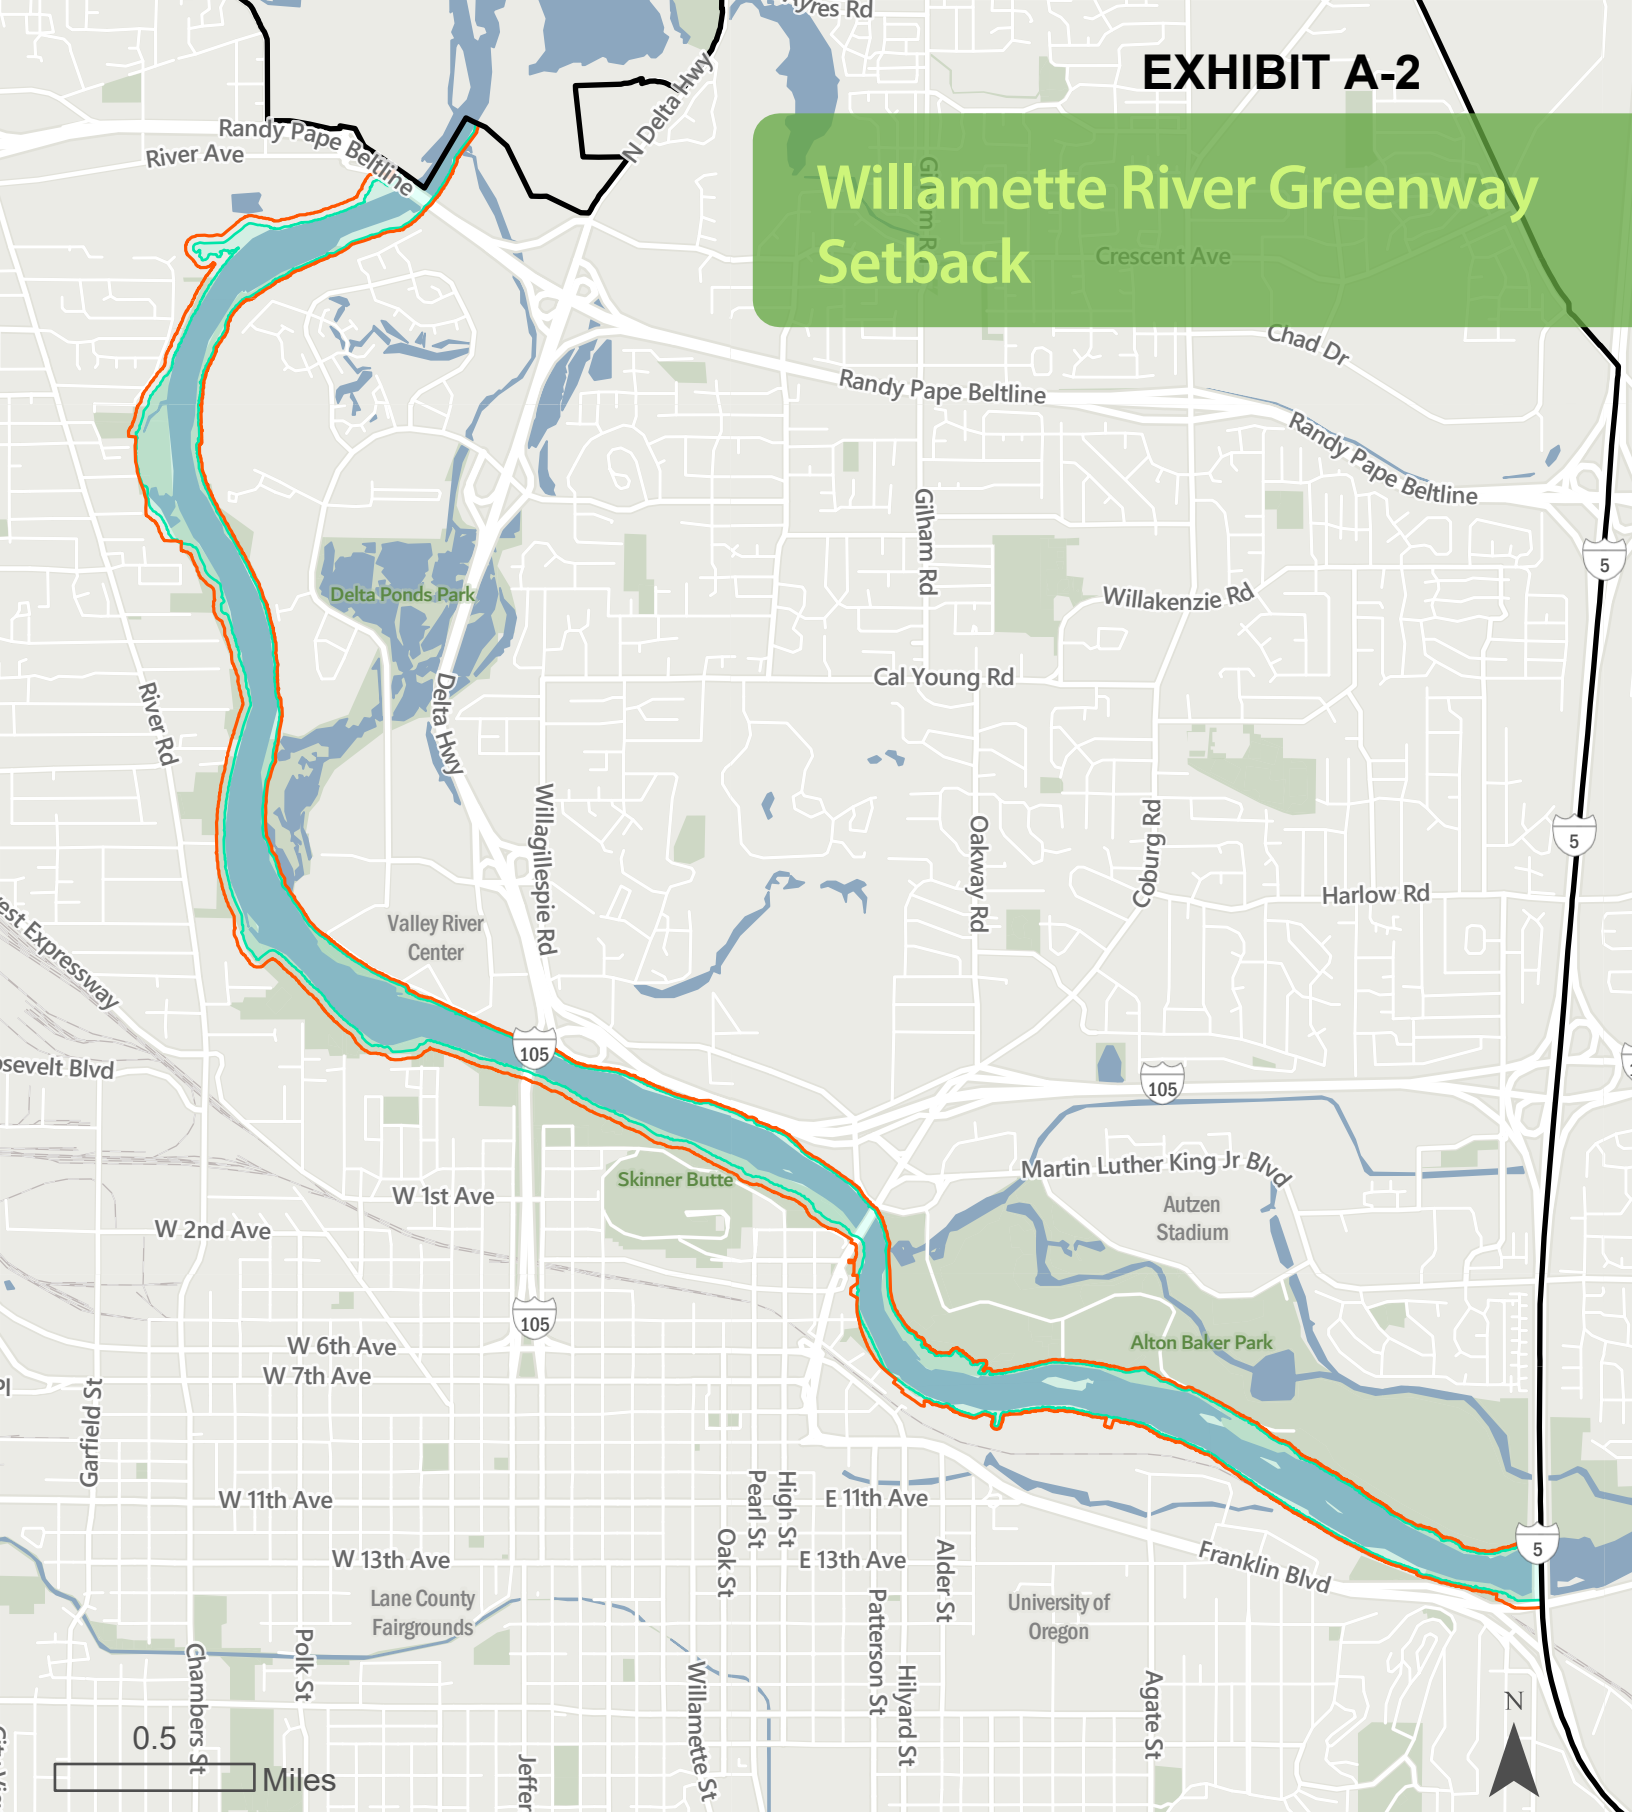 Ayres Rd
EXHIBIT A-2
N Delta Hwy
Randy Pape Beltline
River Ave
Willamette River Greenway
Setback
Crescent Ave
Chad Dr
Randy Pape Beltline
Randy Pape Beltline
Gilham Rd
5
Delta Ponds Park
Willakenzie Rd
Cal Young Rd
River Rd
Delta Hwy
Willagillespie Rd
Oakway Rd
Coburg Rd
5
Harlow Rd
est Expressway
Valley River
Center
osevelt Blvd
105
105
Martin Luther King Jr Blvd
Skinner Butte
W 1st Ave
W 2nd Ave
Autzen
Stadium
105
W 6th Ave
W 7th Ave
Alton Baker Park
Pl
Garfield St
W 11th Ave
Pearl St
High St
E 11th Ave
W 13th Ave
Oak St
E 13th Ave
Alder St
Franklin Blvd
5
Lane County
Fairgrounds
Patterson St
University of
Oregon
Chambers St
Polk St
Willamette St
Hilyard St
Agate St
N
0.5
Miles
Jeffer